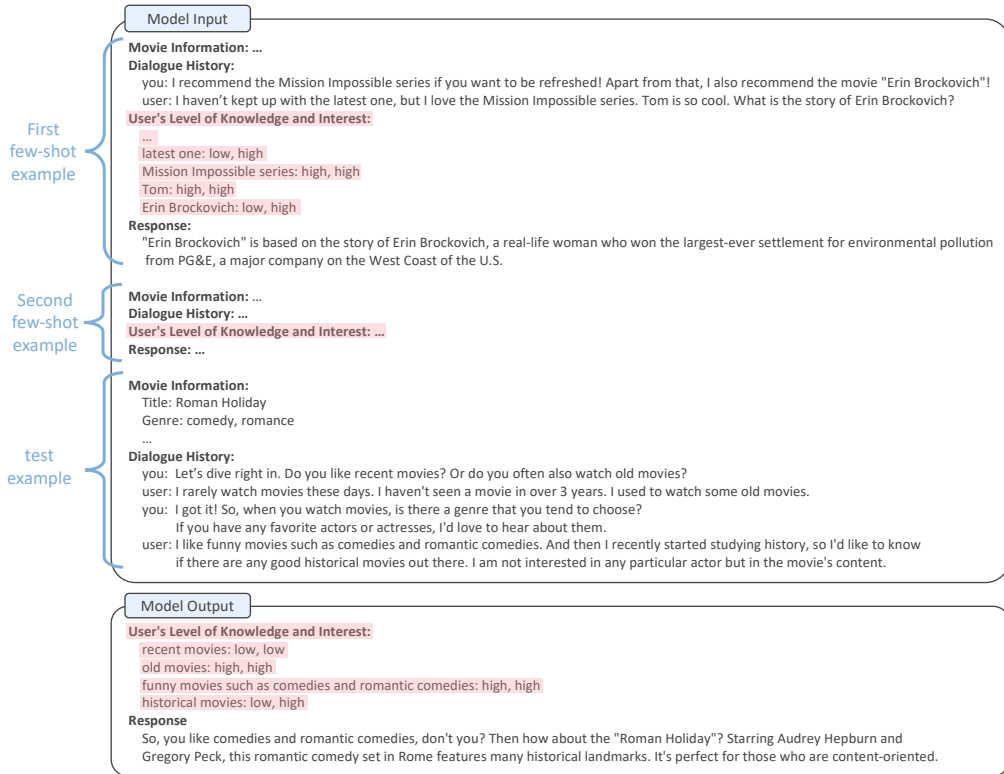 Model Input
Movie Information: ...
Dialogue History:
you: I recommend the Mission Impossible series if you want to be refreshed! Apart from that, I also recommend the movie "Erin Brockovich"!
user: I haven't kept up with the latest one, but I love the Mission Impossible series. Tom is so cool. What is the story of Erin Brockovich?
User's Level of Knowledge and Interest:
...
latest one: low, high
Mission Impossible series: high, high
Tom: high, high
Erin Brockovich: low, high
Response:
"Erin Brockovich" is based on the story of Erin Brockovich, a real-life woman who won the largest-ever settlement for environmental pollution
from PG&E, a major company on the West Coast of the U.S.
First
few-shot
example
Movie Information: ...
Dialogue History: ...
User's Level of Knowledge and Interest: ...
Response: ...
Second
few-shot
example
Movie Information:
Title: Roman Holiday
Genre: comedy, romance
...
Dialogue History:
you: Let's dive right in. Do you like recent movies? Or do you often also watch old movies?
user: I rarely watch movies these days. I haven't seen a movie in over 3 years. I used to watch some old movies.
you: I got it! So, when you watch movies, is there a genre that you tend to choose?
If you have any favorite actors or actresses, I'd love to hear about them.
user: I like funny movies such as comedies and romantic comedies. And then I recently started studying history, so I'd like to know
if there are any good historical movies out there. I am not interested in any particular actor but in the movie's content.
test
example
Model Output
User's Level of Knowledge and Interest:
recent movies: low, low
old movies: high, high
funny movies such as comedies and romantic comedies: high, high
historical movies: low, high
Response
So, you like comedies and romantic comedies, don't you? Then how about the "Roman Holiday"? Starring Audrey Hepburn and
Gregory Peck, this romantic comedy set in Rome features many historical landmarks. It's perfect for those who are content-oriented.